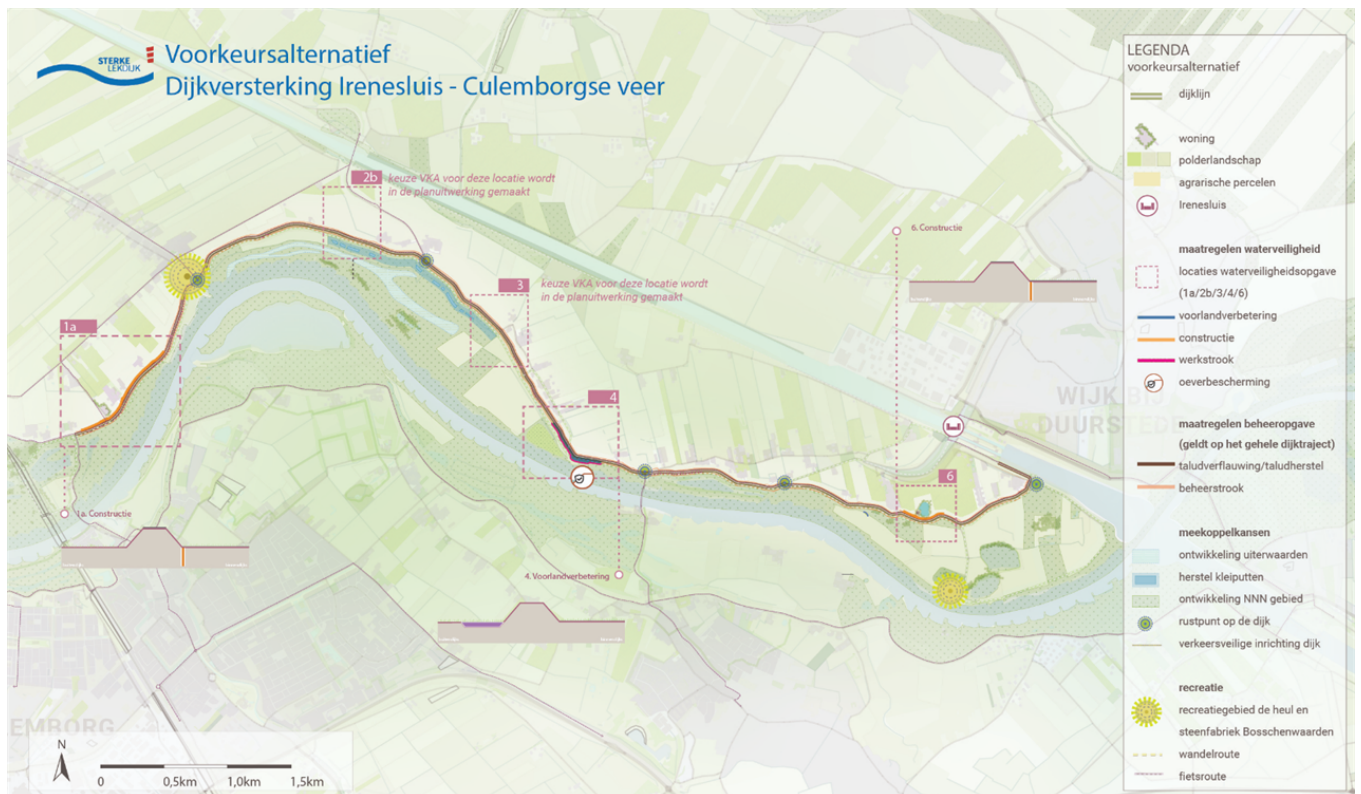 STERKE
LEKDIJK
Voorkeursalternatief
Dijkversterking Irenesluis - Culemborgse veer
2b
keuze VKA voor deze locatie wordt
in de planuitwerking gemaakt
3
keuze VKA voor deze locatie wordt
in de planuitwerking gemaakt
1a
4
6
6. Constructie
1a. Constructie
4. Voorlandverbetering
WIJK BIJ
DUURSTEDE
EMBORG
N
0
0,5km
1,0km
1,5km
LEGENDA
voorkeursalternatief
dijklijn
woning
polderlandschap
agrarische percelen
Irenesluis
maatregelen waterveiligheid
locaties waterveiligheidsopgave
(1a/2b/3/4/6)
voorlandverbetering
constructie
werkstrook
oeverbescherming
maatregelen beheeropgave
(geldt op het gehele dijktraject)
taludverflauwing/taludherstel
beheerstrook
meekoppelkansen
ontwikkeling uiterwaarden
herstel kleiputten
ontwikkeling NNN gebied
rustpunt op de dijk
verkeersveilige inrichting dijk
recreatie
recreatiegebied de heul en
steenfabriek Bosschenwaarden
wandelroute
fietsroute